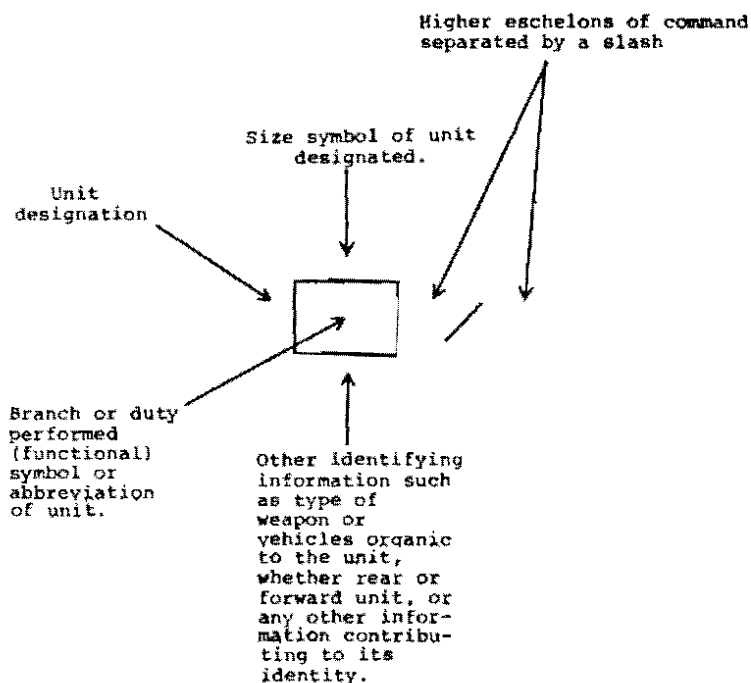 Higher eschelons of command
separated by a slash
Size symbol of unit
designated.
Unit
designation
Branch or duty
performed
(functional)
symbol or
abbreviation
of unit.
Other identifying
information such
as type of
weapon or
vehicles organic
to the unit,
whether rear or
forward unit, or
any other infor-
mation contribu-
ting to its
identity.